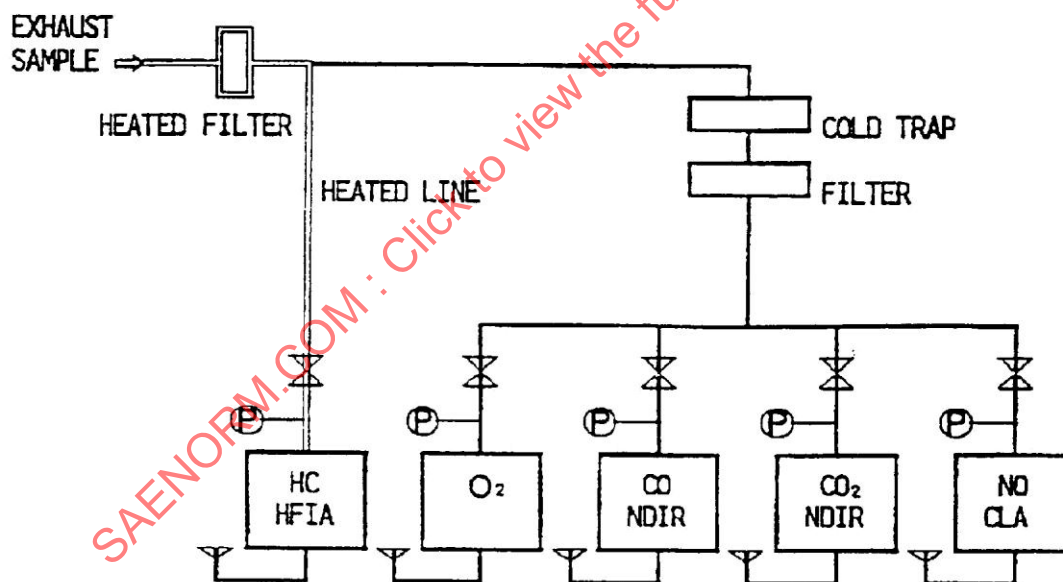 EXHAUST
SAMPLE
HEATED FILTER
COLD TRAP
HEATED LINE
FILTER
P
P
P
P
P
HC
HFIA
O₂
CO
NDIR
CO₂
NDIR
NO
CLA
SAENORM.COM : Click to view the fu